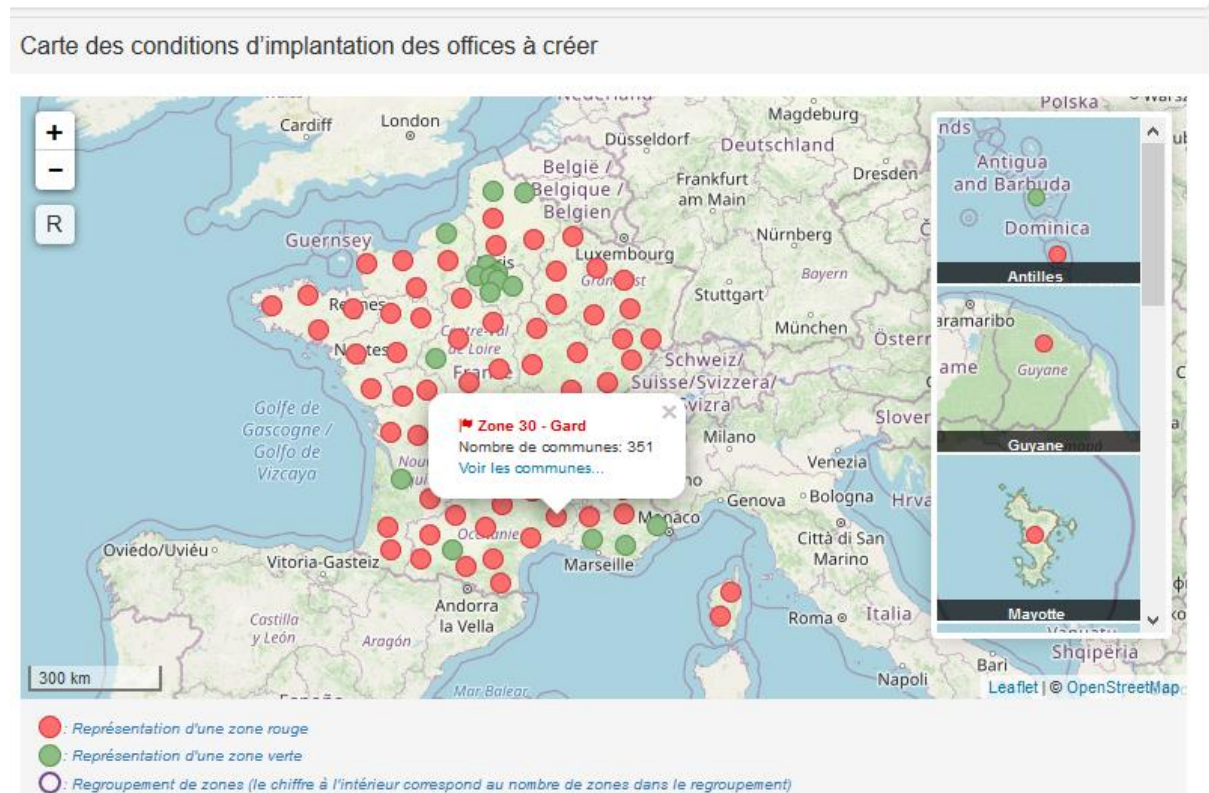 Carte des conditions d’implantation des offices à créer
+
−
R
Cardiff
London
Magdeburg
Polska
Düsseldorf
Deutschland
België /
Belgique /
Belgien
Frankfurt
am Main
Dresden
Guernsey
Luxembourg
Nürnberg
Bayern
Stuttgart
München
Schweiz/
Suisse/Svizzera/
Svizra
Golfe de
Gascogne /
Golfo de
Vizcaya
Milano
Venezia
Genova
Bologna
Monaco
Città di San
Marino
Marseille
Oviedo/Uviéu
Vitoria-Gasteiz
Andorra
la Vella
Castilla
y León
Aragón
Roma
Italia
Napoli
Bari
Shqipëria
Mar Balear
Zone 30 - Gard
Nombre de communes: 351
Voir les communes...
×
Antigua
and Barbuda
Dominica
Antilles
aramaribo
Guyane
Guyane
Mayotte
300 km
Leaflet | © OpenStreetMap
: Représentation d'une zone rouge
: Représentation d'une zone verte
: Regroupement de zones (le chiffre à l'intérieur correspond au nombre de zones dans le regroupement)